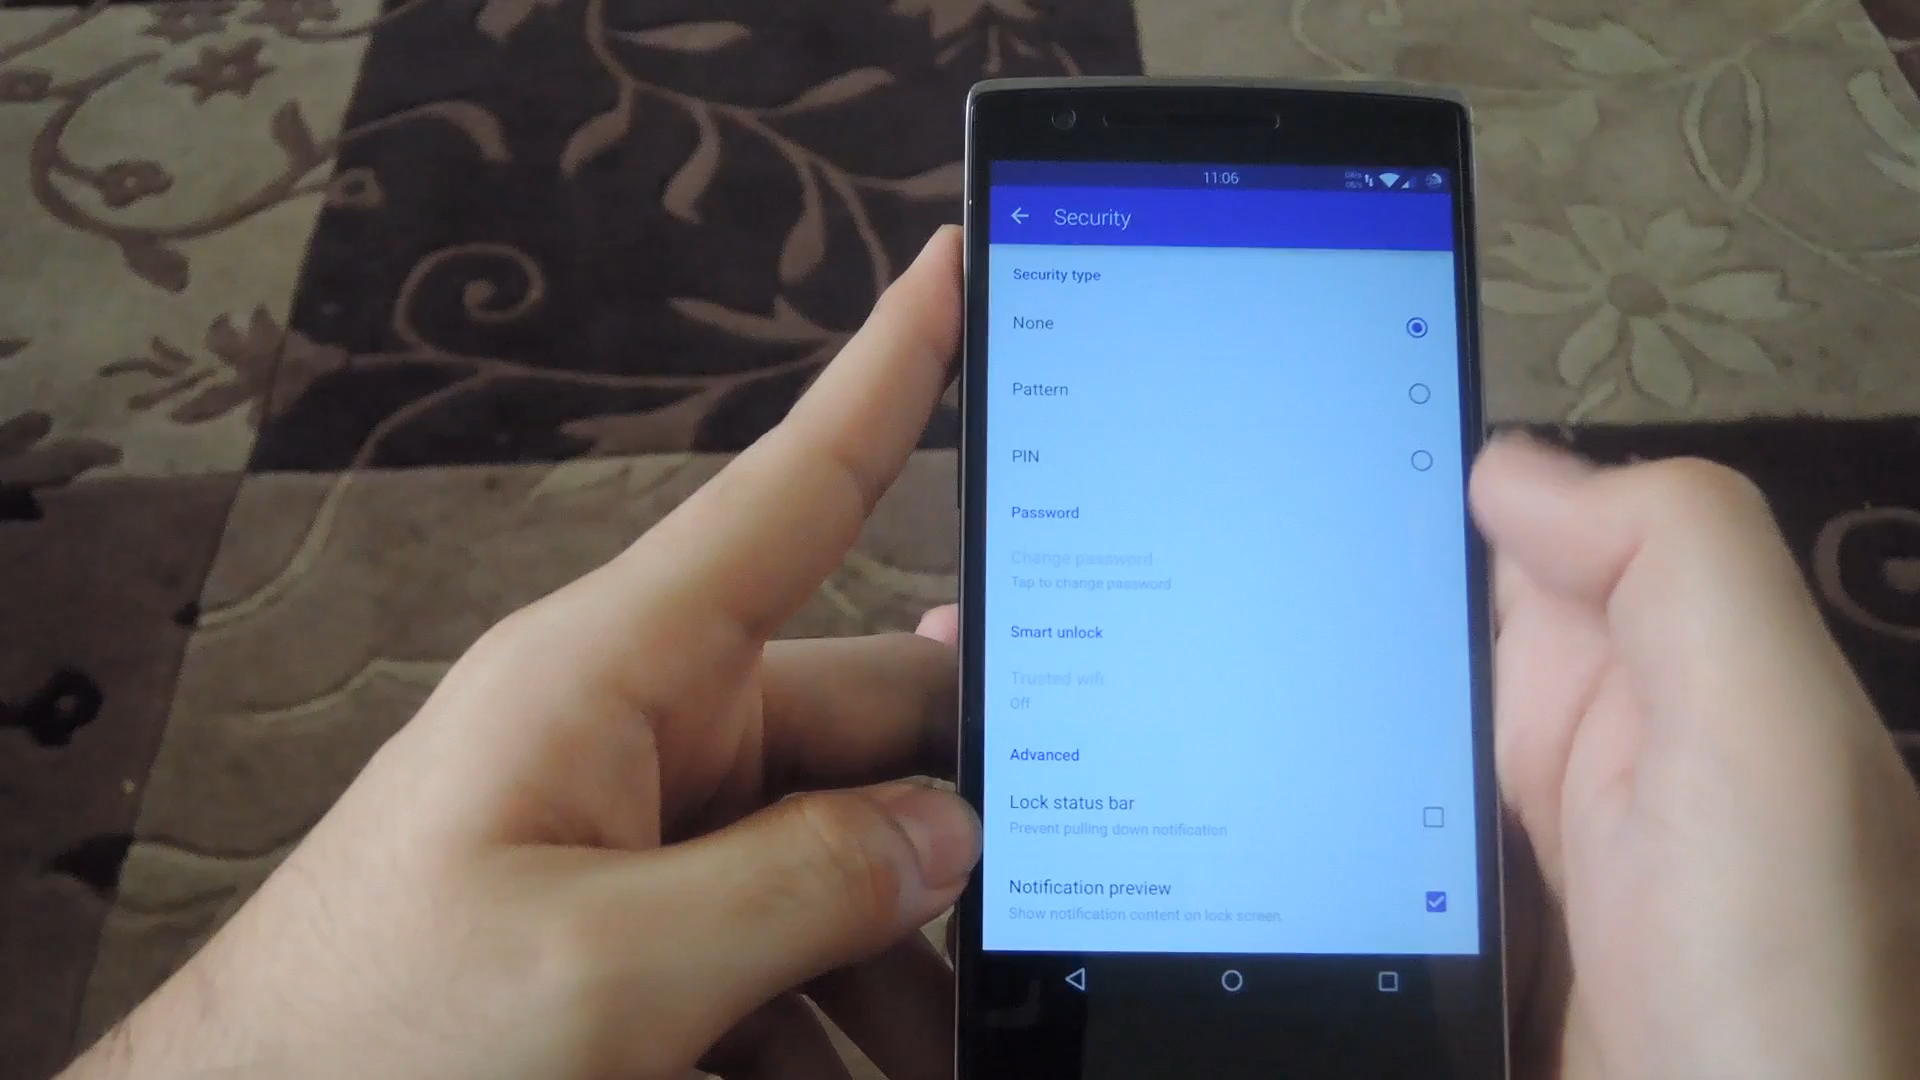 11:06
Security
Security type
None
Pattern
PIN
Password
Change password
Tap to change password
Smart unlock
Trusted wifi
Off
Advanced
Lock status bar
Prevent pulling down notification
Notification preview
Show notification content on lock screen